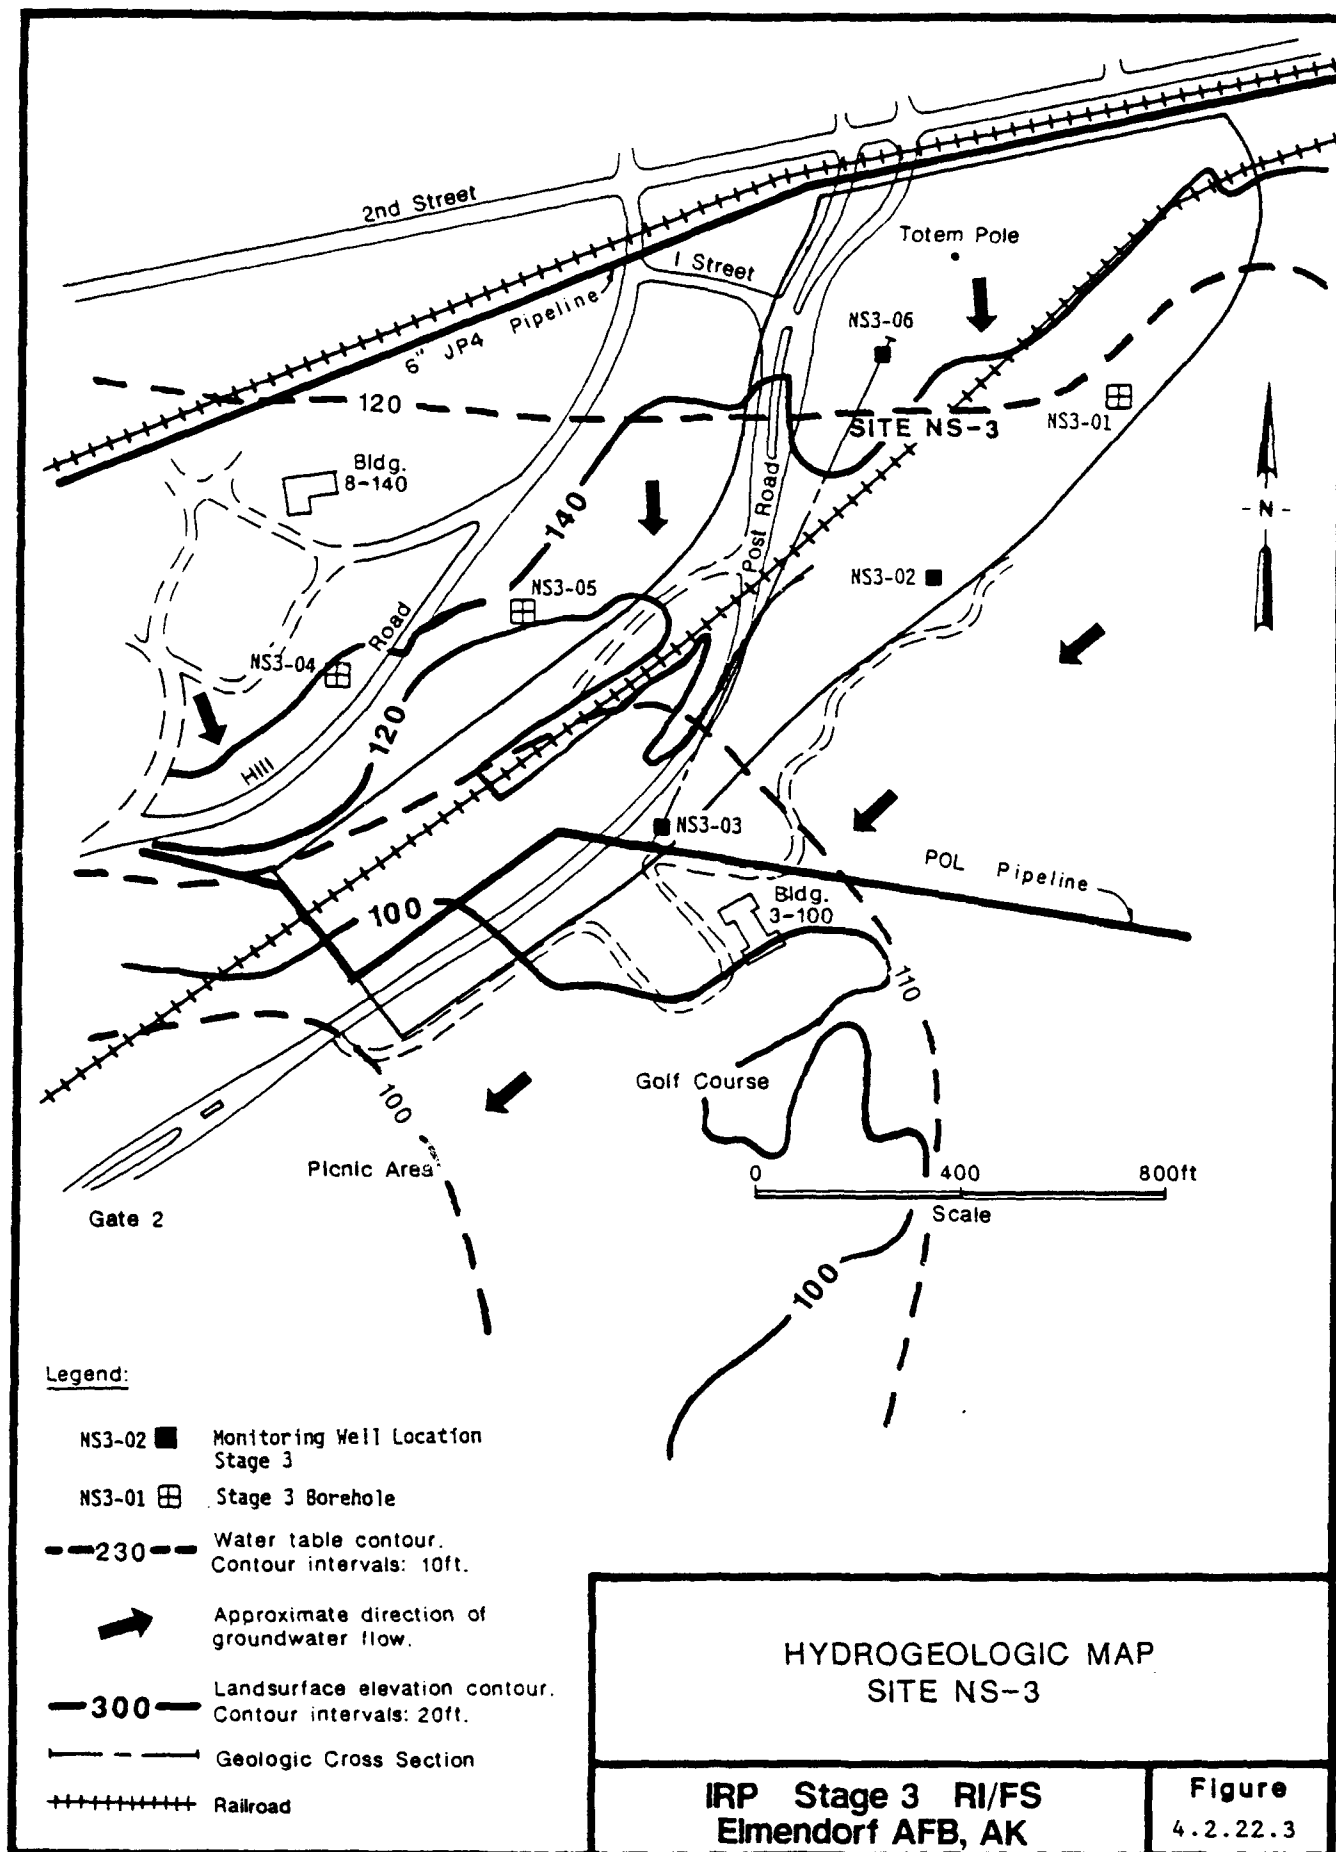 2nd Street
Totem Pole
I Street
6" JP4 Pipeline
NS3-06
120
SITE NS-3
NS3-01
Bldg.
8-140
140
Post Road
- N -
NS3-05
NS3-02
Road
NS3-04
120
Hill
NS3-03
POL Pipeline
Bldg.
3-100
100
110
Golf Course
100
Picnic Area
0 400 800ft
Scale
Gate 2
100
Legend:
NS3-02 Monitoring Well Location
Stage 3
NS3-01 Stage 3 Borehole
230 Water table contour.
Contour intervals: 10ft.
Approximate direction of
groundwater flow.
300 Landsurface elevation contour.
Contour intervals: 20ft.
Geologic Cross Section
Railroad
HYDROGEOLOGIC MAP
SITE NS-3
IRP Stage 3 RI/FS
Elmendorf AFB, AK
Figure
4.2.22.3